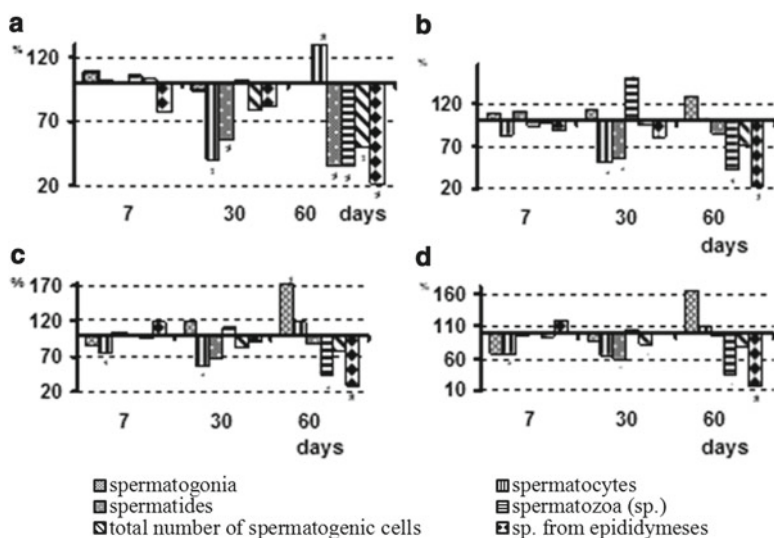 a
%
120
70
20
7 30 60 days
b
%
120
70
20
7 30 60
days
c
%
170
120
70
20
7 30 60
days
d
%
160
110
60
10
7 30 60
days
spermatogonia
spermatides
total number of spermatogenic cells
spermatocytes
spermatozoa (sp.)
sp. from epididymeses